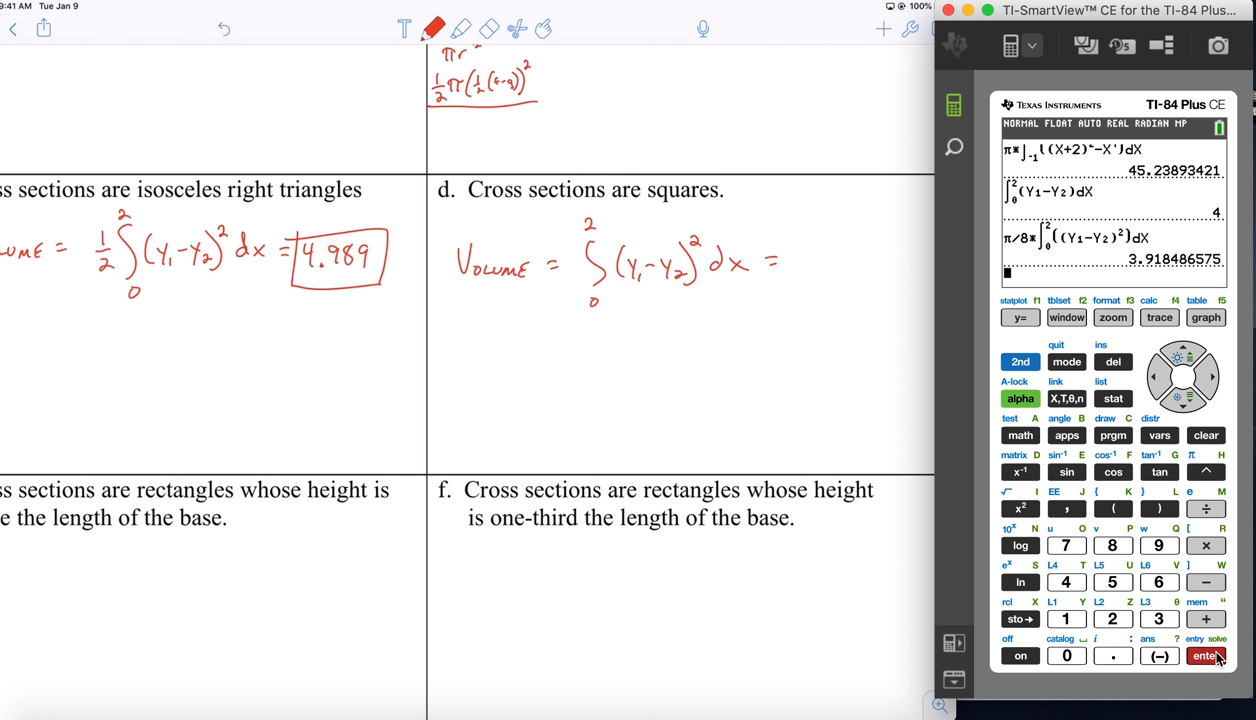 9:41 AM Tue Jan 9
100%
T
TI-SmartView™ CE for the TI-84 Plus...
πr²
½π(½(
))²
ss sections are isosceles right triangles
LUME = ½ ∫₀² (y₁-y₂)² dx = 4.989
d. Cross sections are squares.
VOLUME = ∫₀² (y₁-y₂)² dx =
ss sections are rectangles whose height is
e the length of the base.
f. Cross sections are rectangles whose height
is one-third the length of the base.
TEXAS INSTRUMENTS TI-84 Plus CE
NORMAL FLOAT AUTO REAL RADIAN MP
45.23893421
∫₀²(Y₁-Y₂)dX
4
π/8*∫₀²((Y₁-Y₂)²)dX
3.918486575
statplot f1 tblset f2 format f3 calc f4 table f5
y= window zoom trace graph
quit ins
2nd mode del
A-lock link list
alpha X,T,θ,n stat
test A angle B draw C distr
math apps prgm vars clear
matrix D sin⁻¹ E cos⁻¹ F tan⁻¹ G π H
x⁻¹ sin cos tan ^
√ I EE J { K } L e M
x² , ( ) ÷
10ˣ N u O v P w Q [ R
log 7 8 9 ×
eˣ S L4 T L5 U L6 V ] W
ln 4 5 6 −
rcl X L1 Y L2 Z L3 θ mem “
sto→ 1 2 3 +
off catalog ⎵ i : ans ? entry solve
on 0 . (−) enter